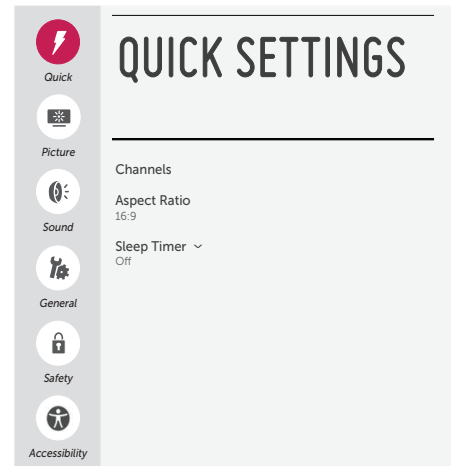 QUICK SETTINGS
Quick
Picture
Sound
General
Safety
Accessibility
Channels
Aspect Ratio
16:9
Sleep Timer
Off